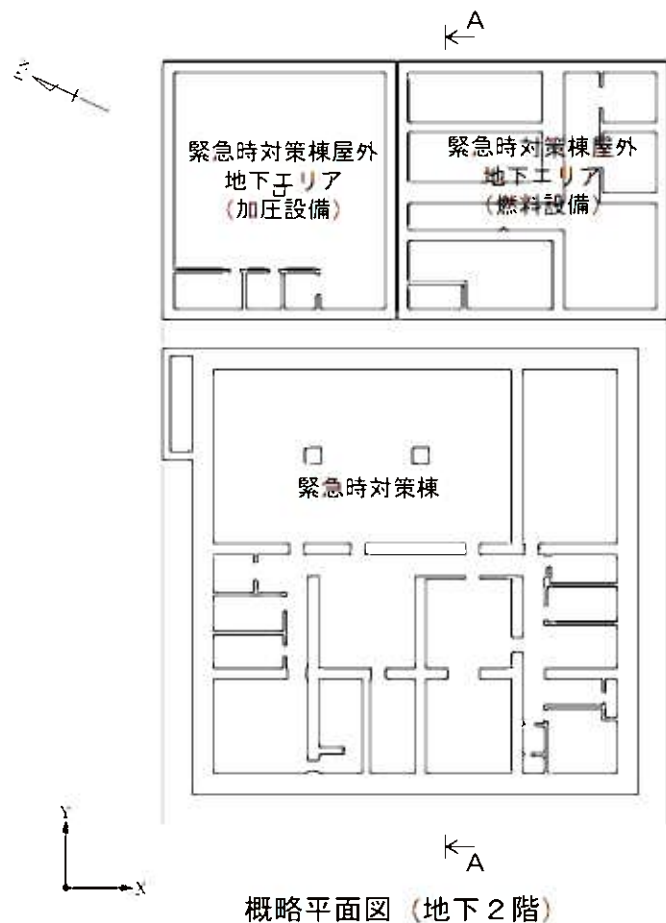 A
緊急時対策棟屋外
地下エリア
(加圧設備)
緊急時対策棟屋外
地下エリア
(燃料設備)
緊急時対策棟
Y
X
A
概略平面図（地下２階）